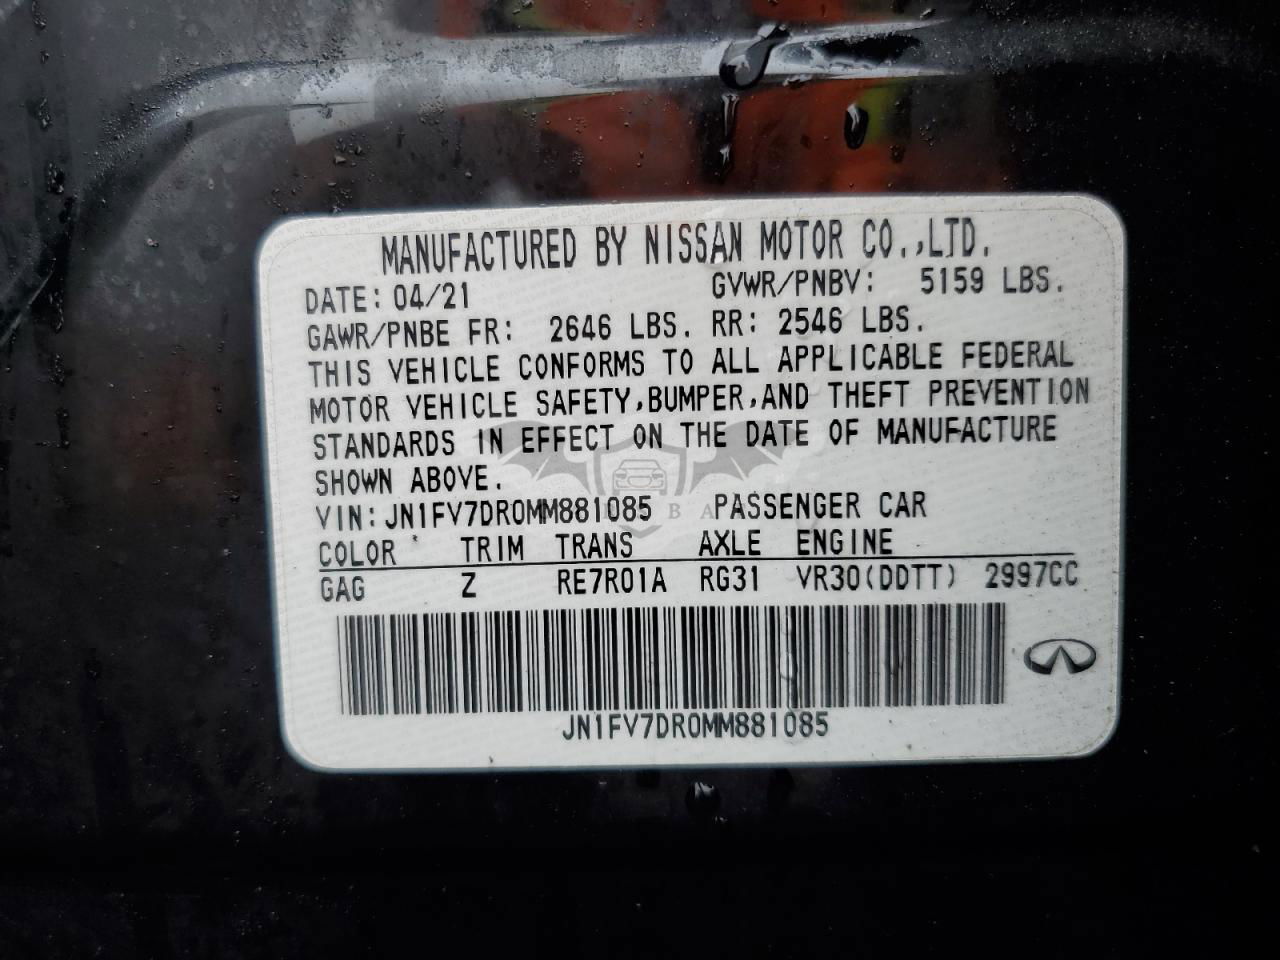 MANUFACTURED BY NISSAN MOTOR CO.,LTD.
DATE: 04/21 GVWR/PNBV: 5159 LBS.
GAWR/PNBE FR: 2646 LBS. RR: 2546 LBS.
THIS VEHICLE CONFORMS TO ALL APPLICABLE FEDERAL
MOTOR VEHICLE SAFETY,BUMPER,AND THEFT PREVENTION
STANDARDS IN EFFECT ON THE DATE OF MANUFACTURE
SHOWN ABOVE.
VIN: JN1FV7DR0MM881085 PASSENGER CAR
COLOR TRIM TRANS AXLE ENGINE
GAG Z RE7R01A RG31 VR30(DDTT) 2997CC
JN1FV7DR0MM881085